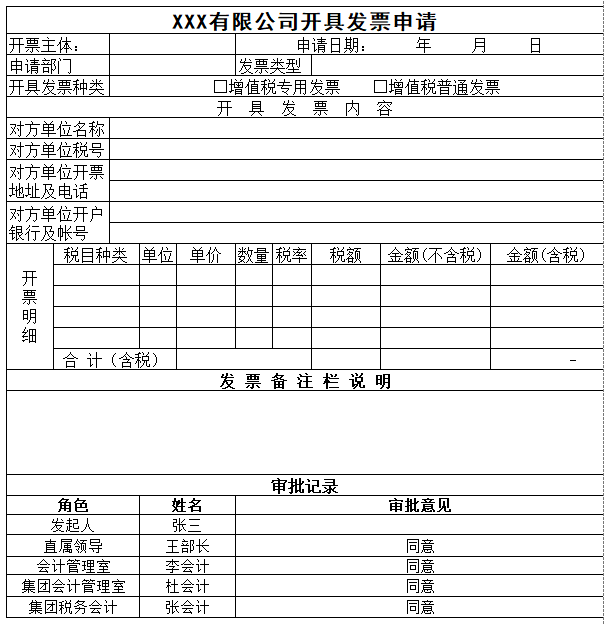 XXX有限公司开具发票申请
开票主体: 申请日期: 年 月 日
申请部门 发票类型
开具发票种类 □增值税专用发票 □增值税普通发票
开 具 发 票 内 容
对方单位名称
对方单位税号
对方单位开票
地址及电话
对方单位开户
银行及帐号
开票明细 税目种类 单位 单价 数量 税率 税额 金额(不含税) 金额(含税)
合 计（含税） -
发 票 备 注 栏 说 明
审批记录
角色 姓名 审批意见
发起人 张三
直属领导 王部长 同意
会计管理室 李会计 同意
集团会计管理室 杜会计 同意
集团税务会计 张会计 同意